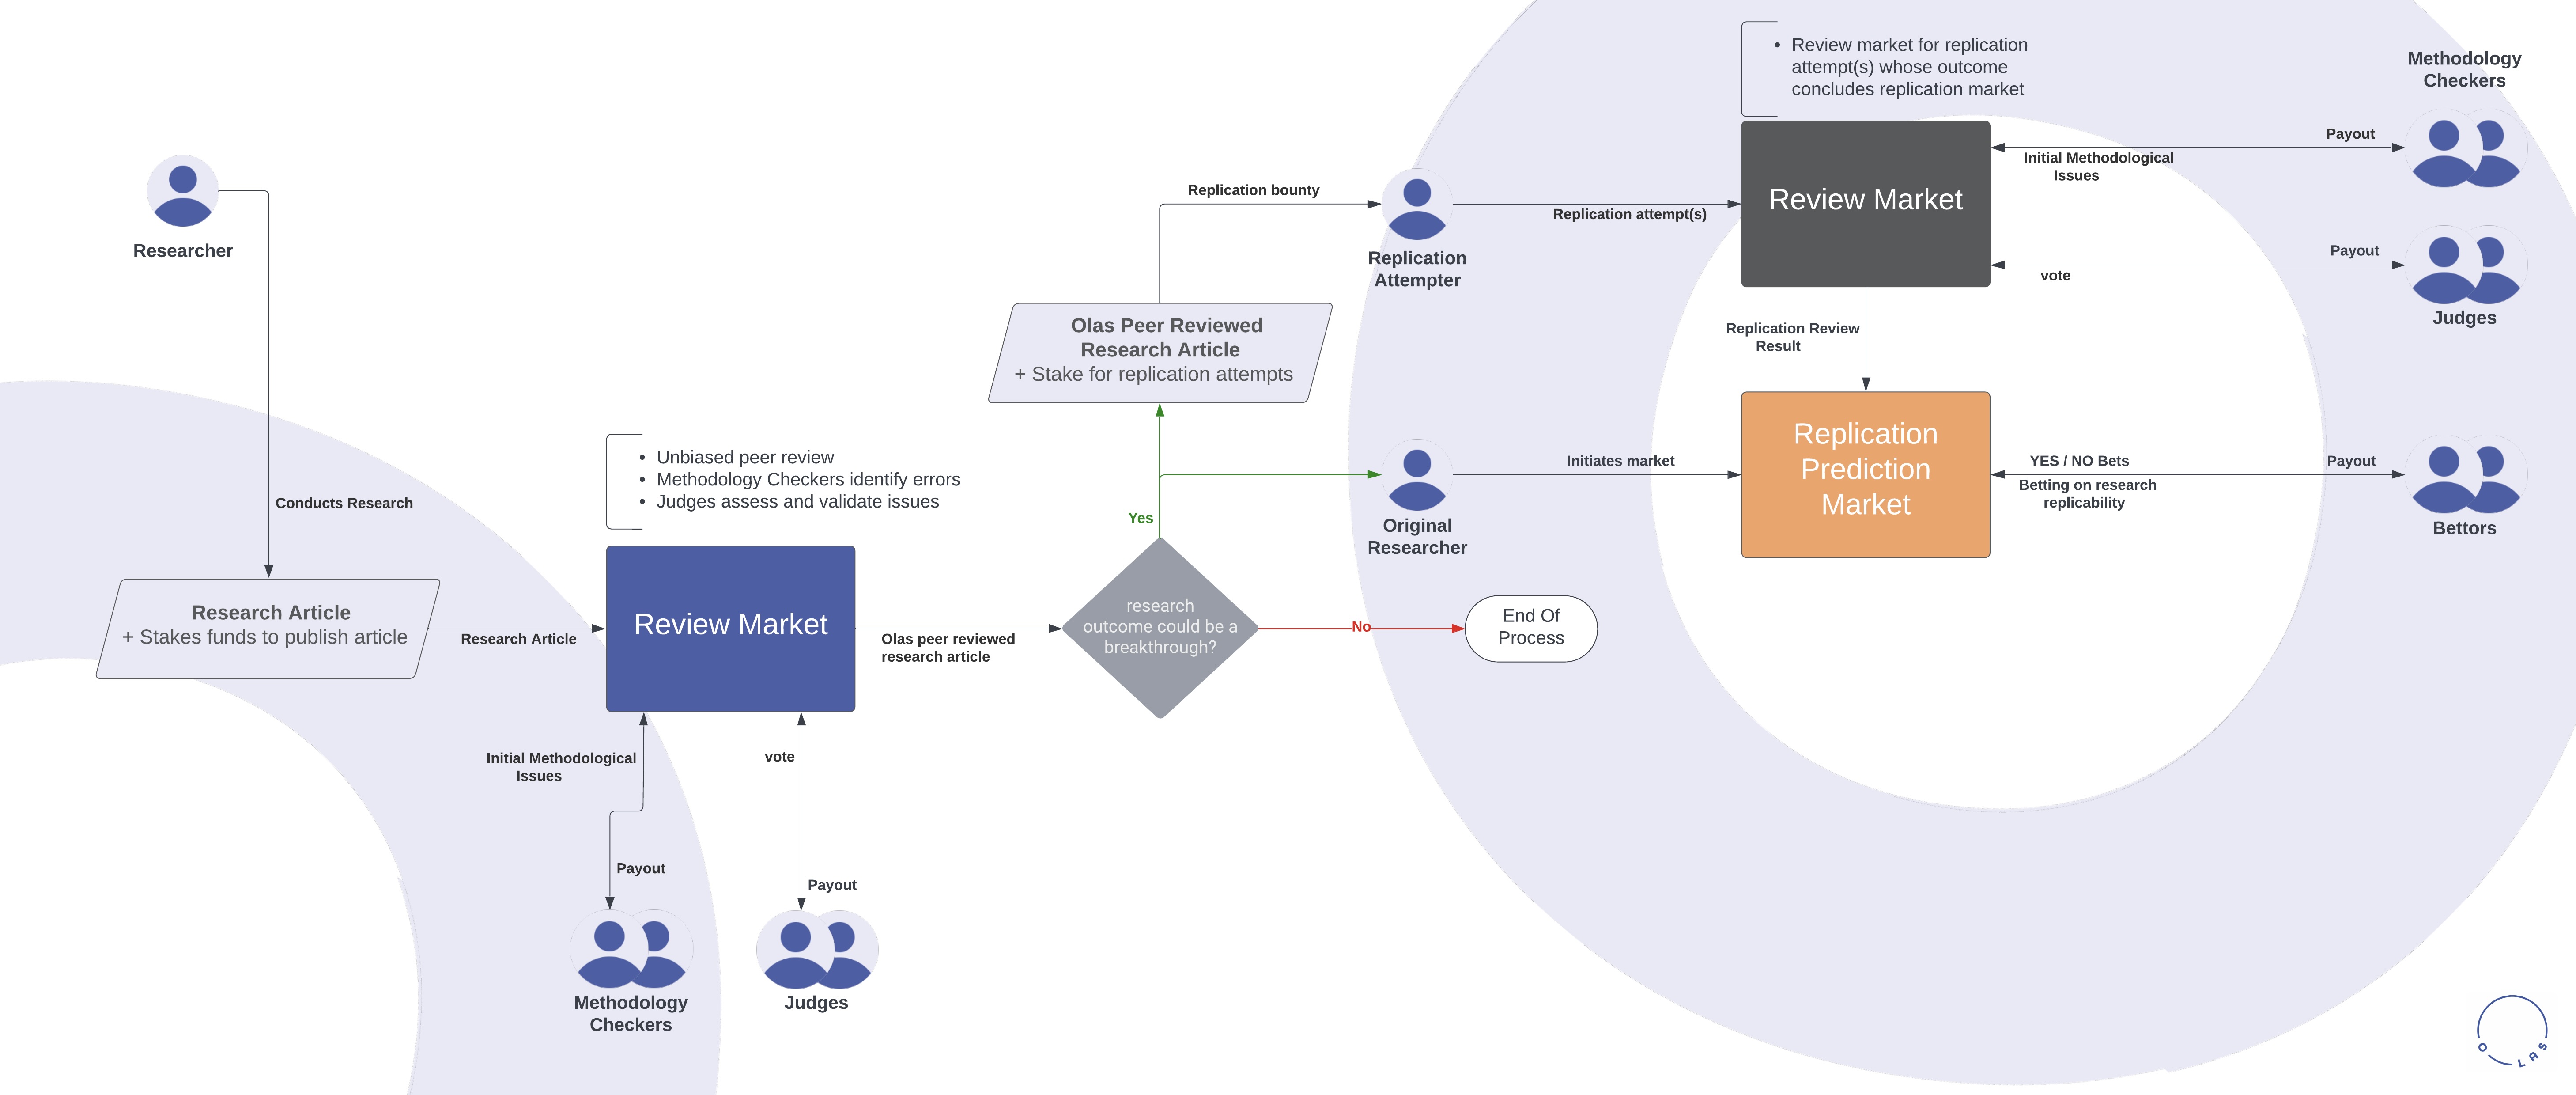 Researcher
Conducts Research
Research Article
+ Stakes funds to publish article
Research Article
• Unbiased peer review
• Methodology Checkers identify errors
• Judges assess and validate issues
Review Market
Initial Methodological
Issues
Payout
Methodology
Checkers
vote
Payout
Judges
Olas peer reviewed
research article
research
outcome could be a
breakthrough?
Yes
No
End Of
Process
Olas Peer Reviewed
Research Article
+ Stake for replication attempts
Replication bounty
Replication
Attempter
Replication attempt(s)
Original
Researcher
Initiates market
• Review market for replication
attempt(s) whose outcome
concludes replication market
Review Market
Payout
Initial Methodological
Issues
Methodology
Checkers
Payout
vote
Judges
Replication Review
Result
Replication
Prediction
Market
YES / NO Bets
Payout
Betting on research
replicability
Bettors
OLAS